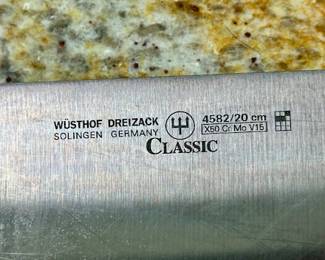 WÜSTHOF DREIZACK
SOLINGEN GERMANY
4582/20 cm
X50 Cr Mo V15
CLASSIC